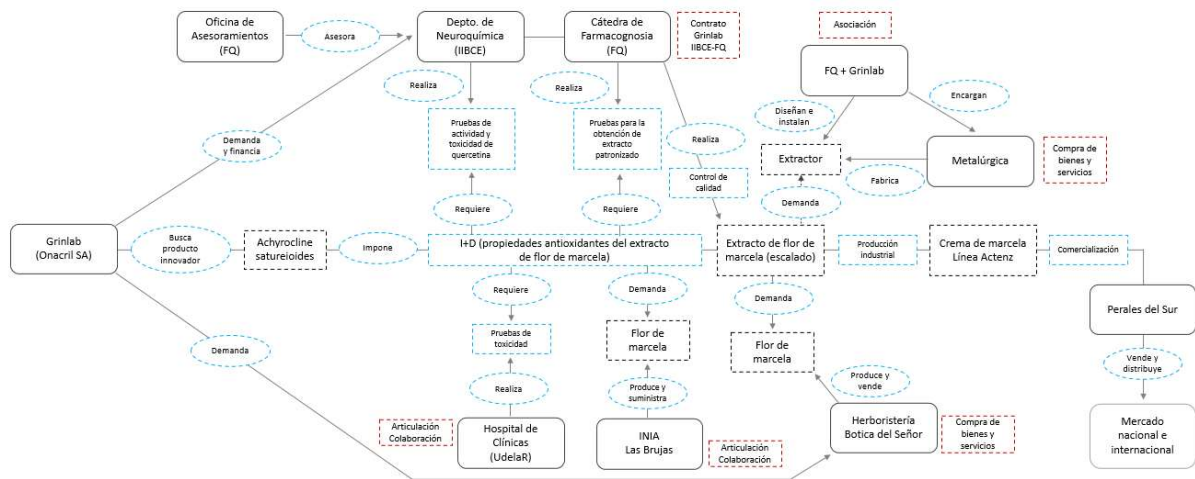 Oficina de
Asesoramientos
(FQ)
Asesora
Depto. de
Neuroquímica
(IIBCE)
Cátedra de
Farmacognosia
(FQ)
Contrato
Grinlab
IIBCE-FQ
Asociación
FQ + Grinlab
Realiza
Realiza
Encargan
Diseñan e
instalan
Pruebas de
actividad y
toxicidad de
quercetina
Pruebas para la
obtención de
extracto
patronizado
Demanda
y financia
Realiza
Extractor
Metalúrgica
Compra de
bienes y
servicios
Fabrica
Control de
calidad
Demanda
Requiere
Requiere
Grinlab
(Onacril SA)
Busca
producto
innovador
Achyrocline
satureioides
Impone
I+D (propiedades antioxidantes del extracto
de flor de marcela)
Extracto de flor de
marcela (escalado)
Producción
industrial
Crema de marcela
Línea Actenz
Comercialización
Requiere
Demanda
Demanda
Perales del Sur
Demanda
Pruebas de
toxicidad
Flor de
marcela
Flor de
marcela
Vende y
distribuye
Realiza
Produce y
suministra
Produce y
vende
Articulación
Colaboración
Hospital de
Clínicas
(UdelaR)
INIA
Las Brujas
Articulación
Colaboración
Herboristería
Botica del Señor
Compra de
bienes y
servicios
Mercado
nacional e
internacional